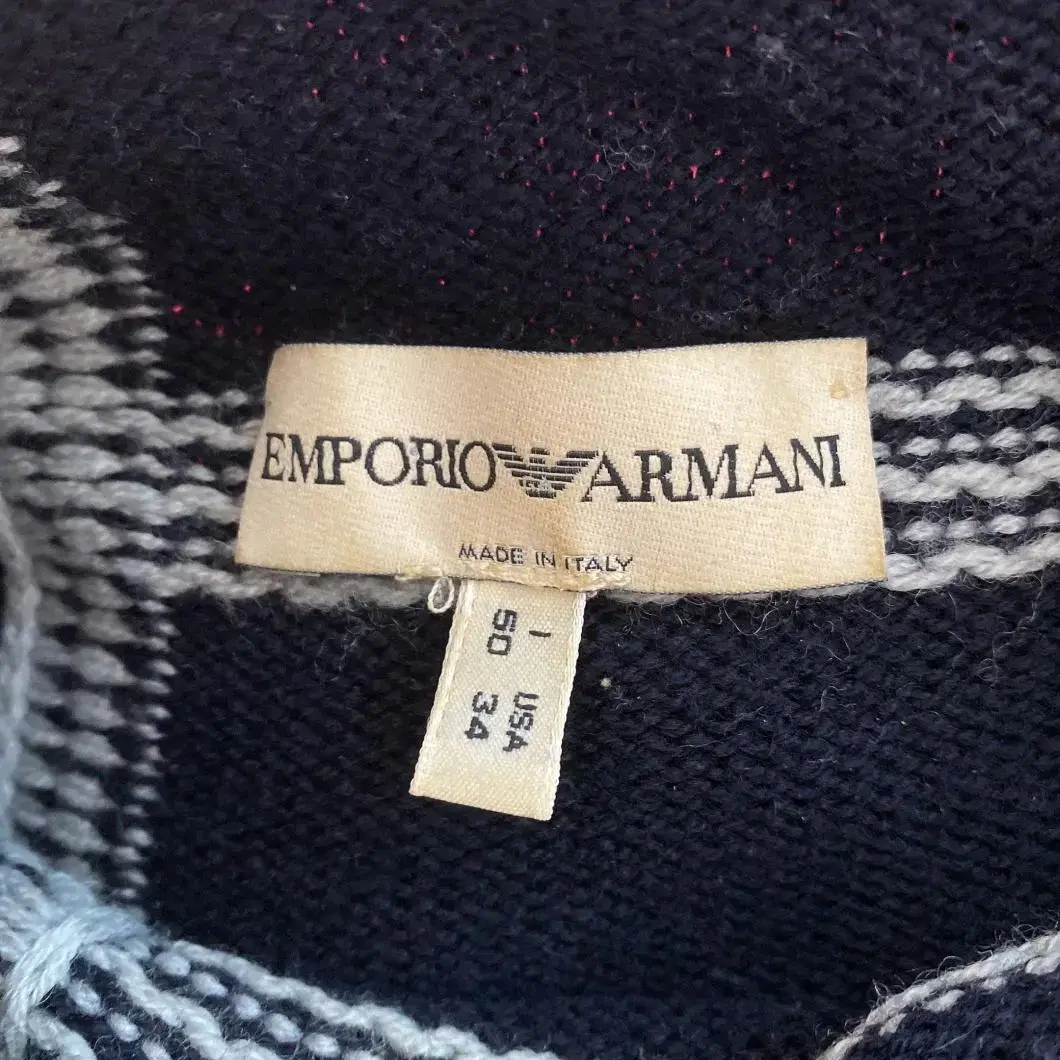 EMPORIO ARMANI
MADE IN ITALY
I USA
50 34